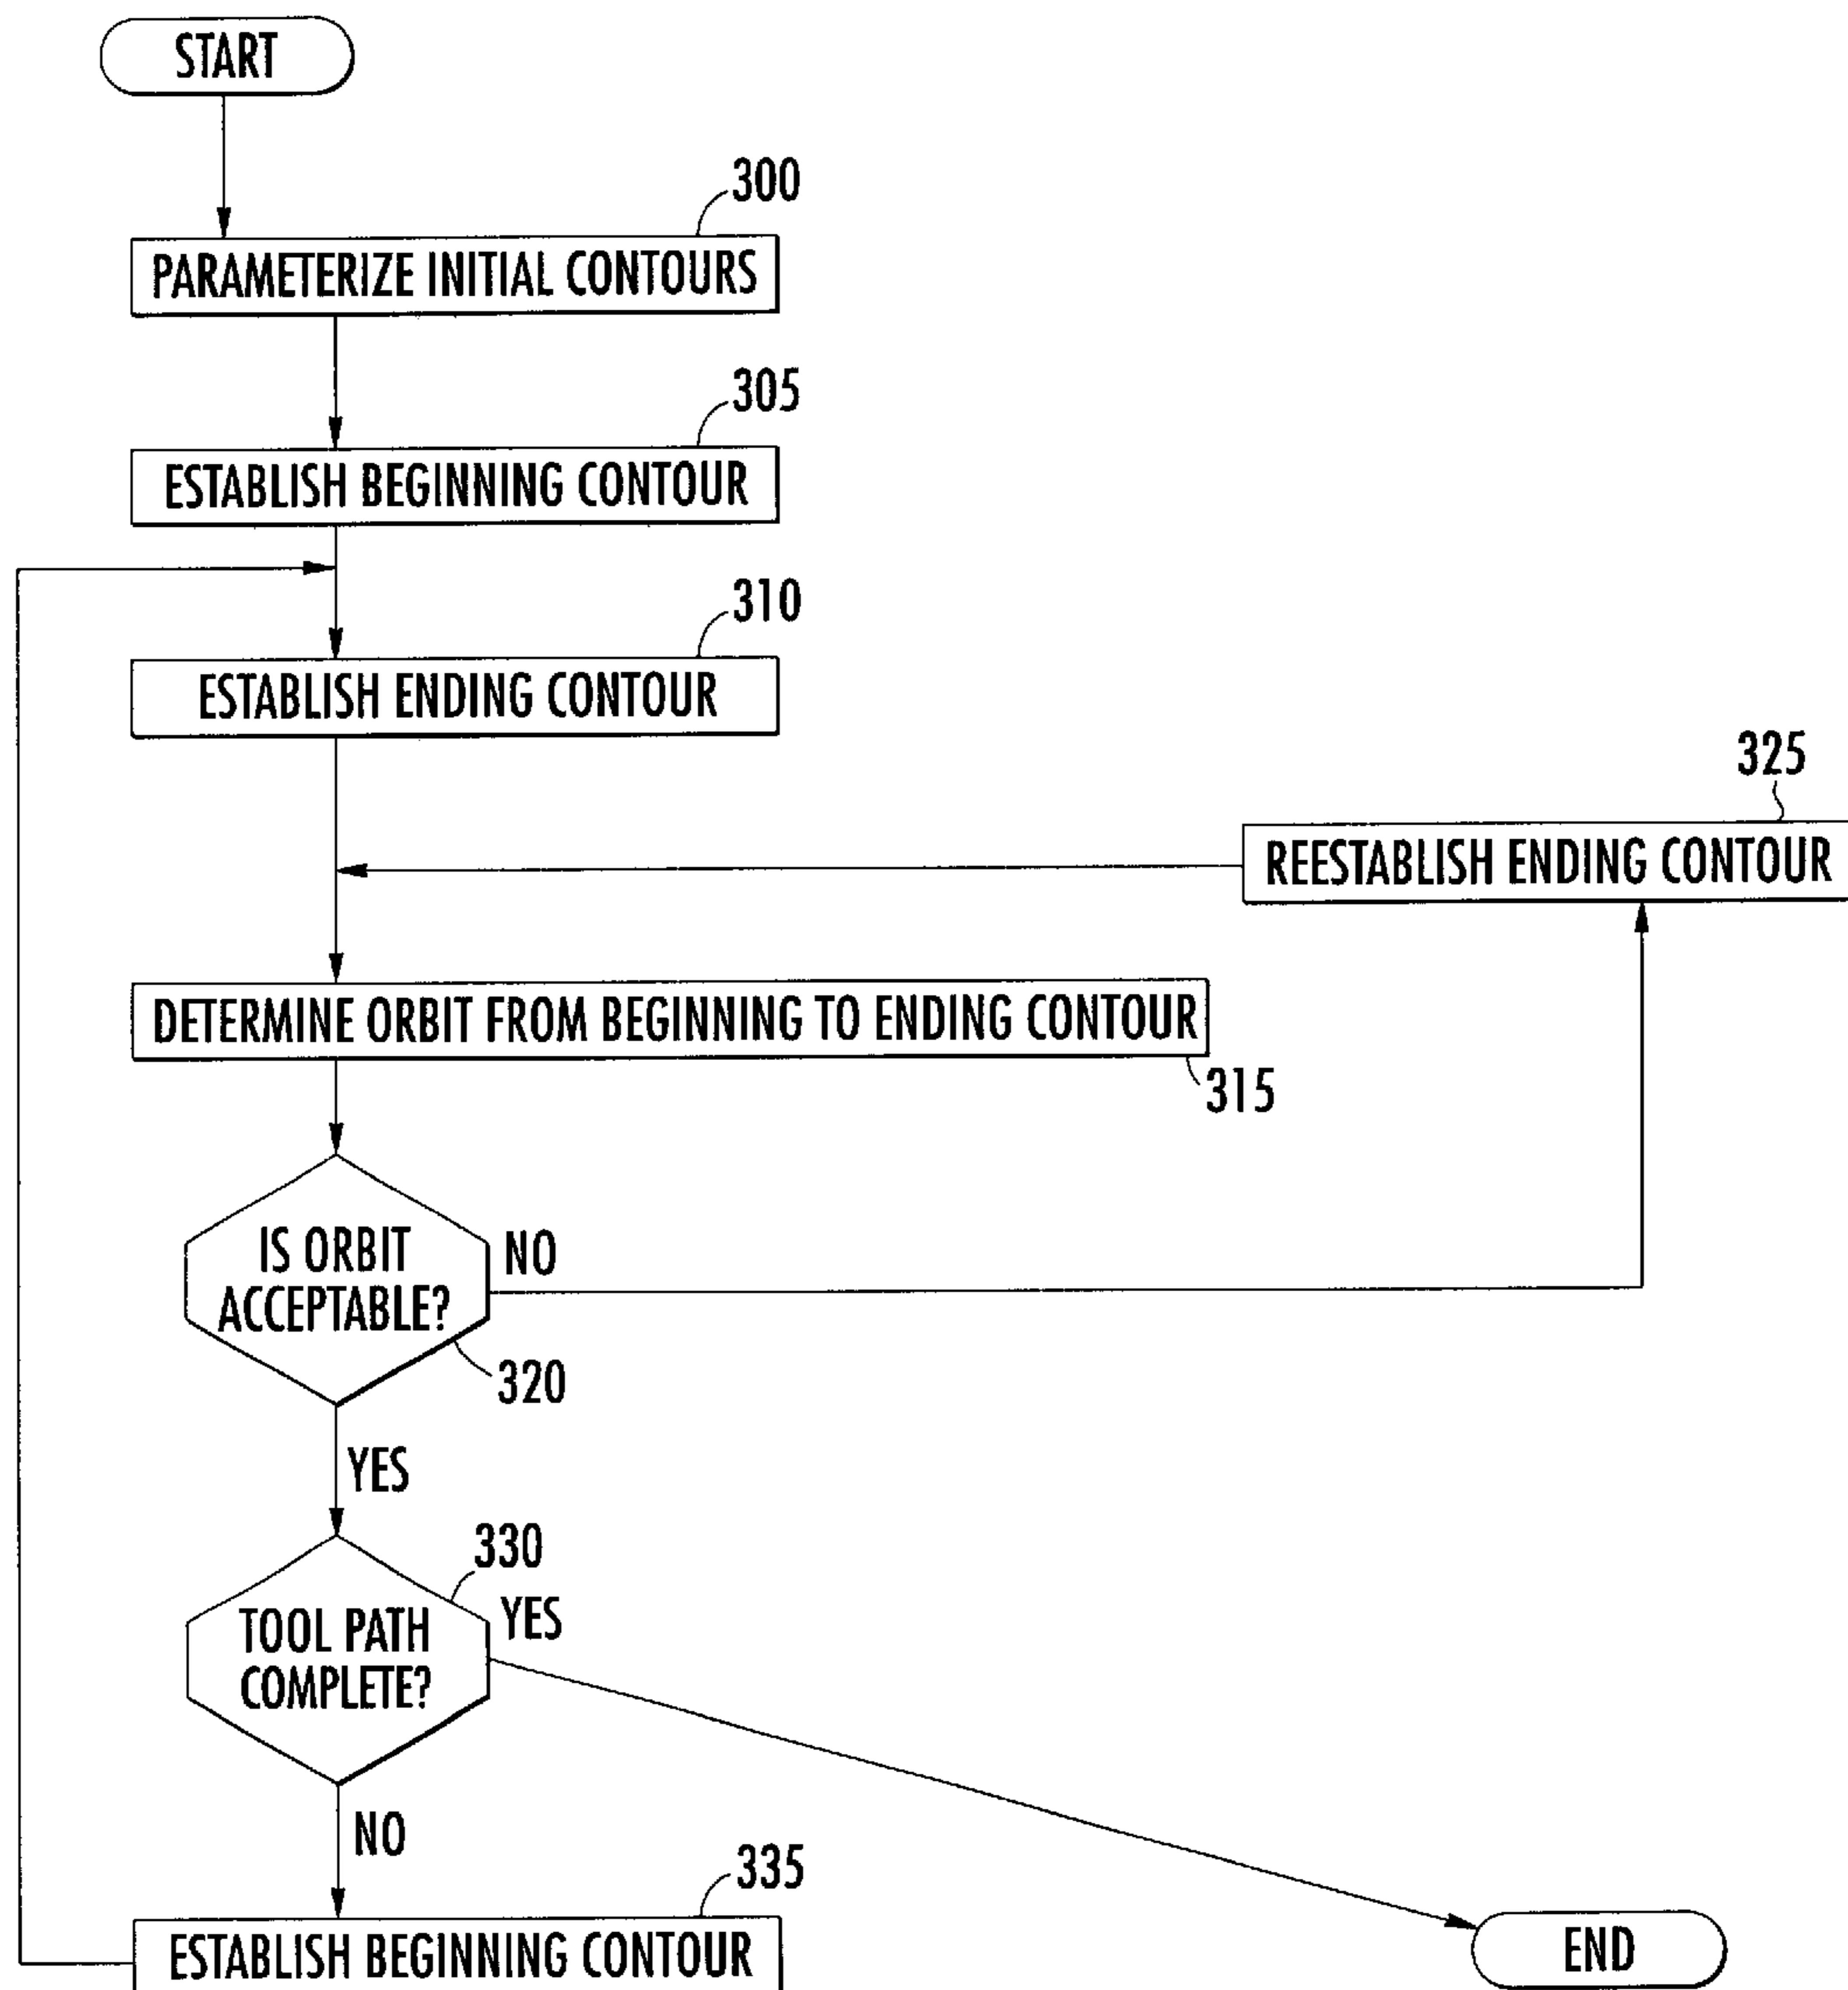 START
300
PARAMETERIZE INITIAL CONTOURS
305
ESTABLISH BEGINNING CONTOUR
310
ESTABLISH ENDING CONTOUR
325
REESTABLISH ENDING CONTOUR
DETERMINE ORBIT FROM BEGINNING TO ENDING CONTOUR
315
IS ORBIT
ACCEPTABLE?
NO
320
YES
330
TOOL PATH
COMPLETE?
YES
NO
335
ESTABLISH BEGINNING CONTOUR
END